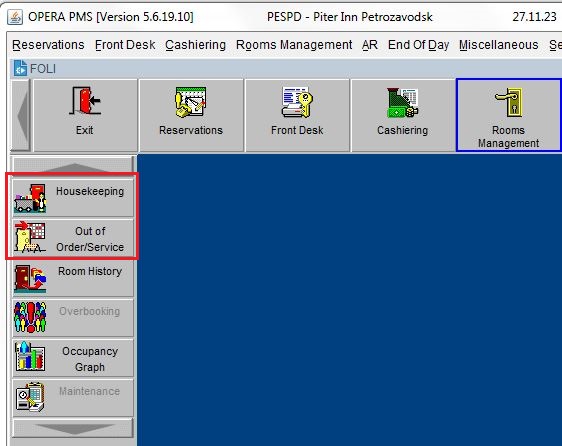 OPERA PMS [Version 5.6.19.10] PESPD - Piter Inn Petrozavodsk 27.11.23
Reservations Front Desk Cashiering Rooms Management AR End Of Day Miscellaneous Se
FOLI
Exit
Reservations
Front Desk
Cashiering
Rooms
Management
Housekeeping
Out of
Order/Service
Room History
Overbooking
Occupancy
Graph
Maintenance